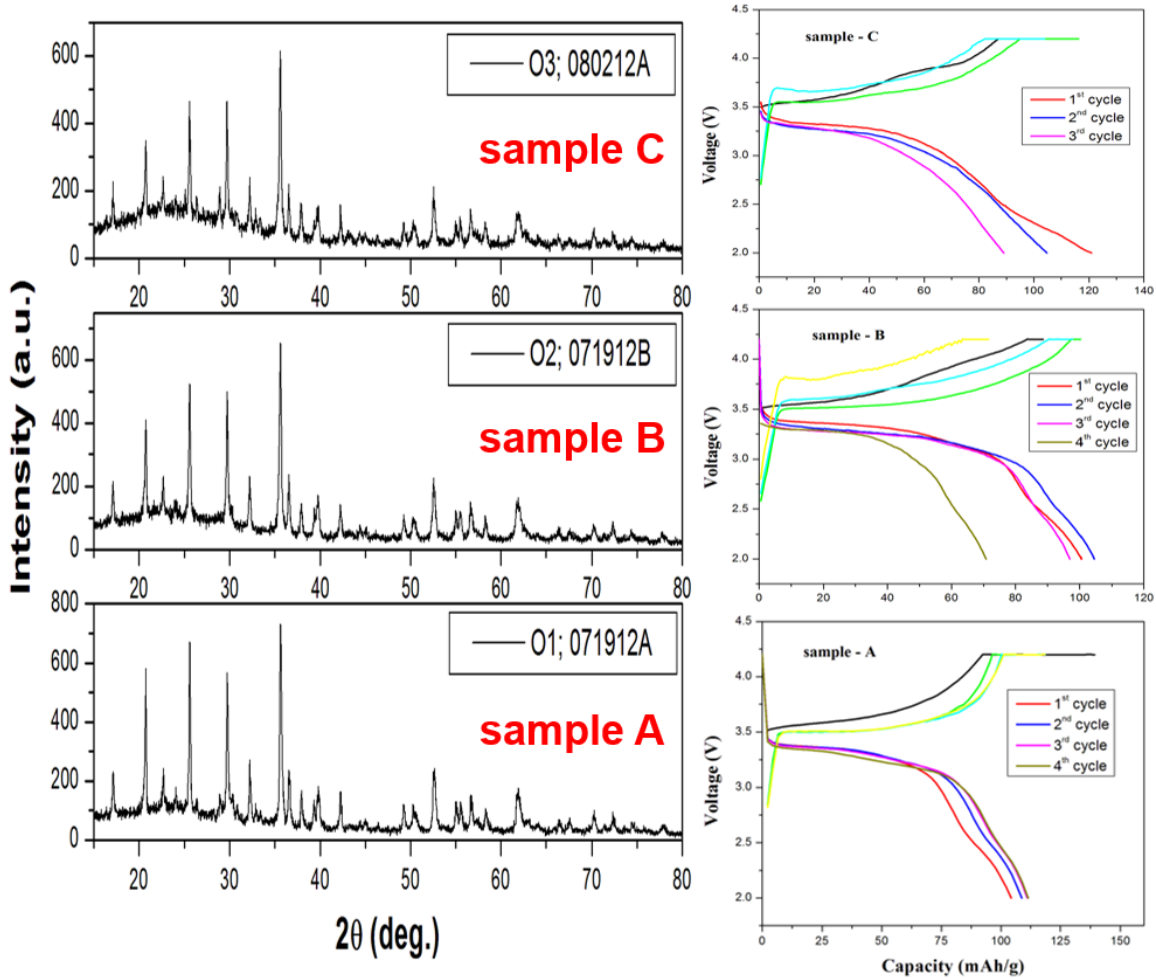 Intensity (a.u.)
600
400
200
0
O3; 080212A
sample C
20
30
40
50
60
70
80
600
400
200
0
O2; 071912B
sample B
20
30
40
50
60
70
80
800
600
400
200
0
O1; 071912A
sample A
20
30
40
50
60
70
80
2θ (deg.)
4.5
4.0
3.5
3.0
2.5
2.0
Voltage (V)
sample - C
1st cycle
2nd cycle
3rd cycle
0
20
40
60
80
100
120
140
4.5
4.0
3.5
3.0
2.5
2.0
Voltage (V)
sample - B
1st cycle
2nd cycle
3rd cycle
4th cycle
0
20
40
60
80
100
120
4.5
4.0
3.5
3.0
2.5
2.0
Voltage (V)
sample - A
1st cycle
2nd cycle
3rd cycle
4th cycle
0
25
50
75
100
125
150
Capacity (mAh/g)